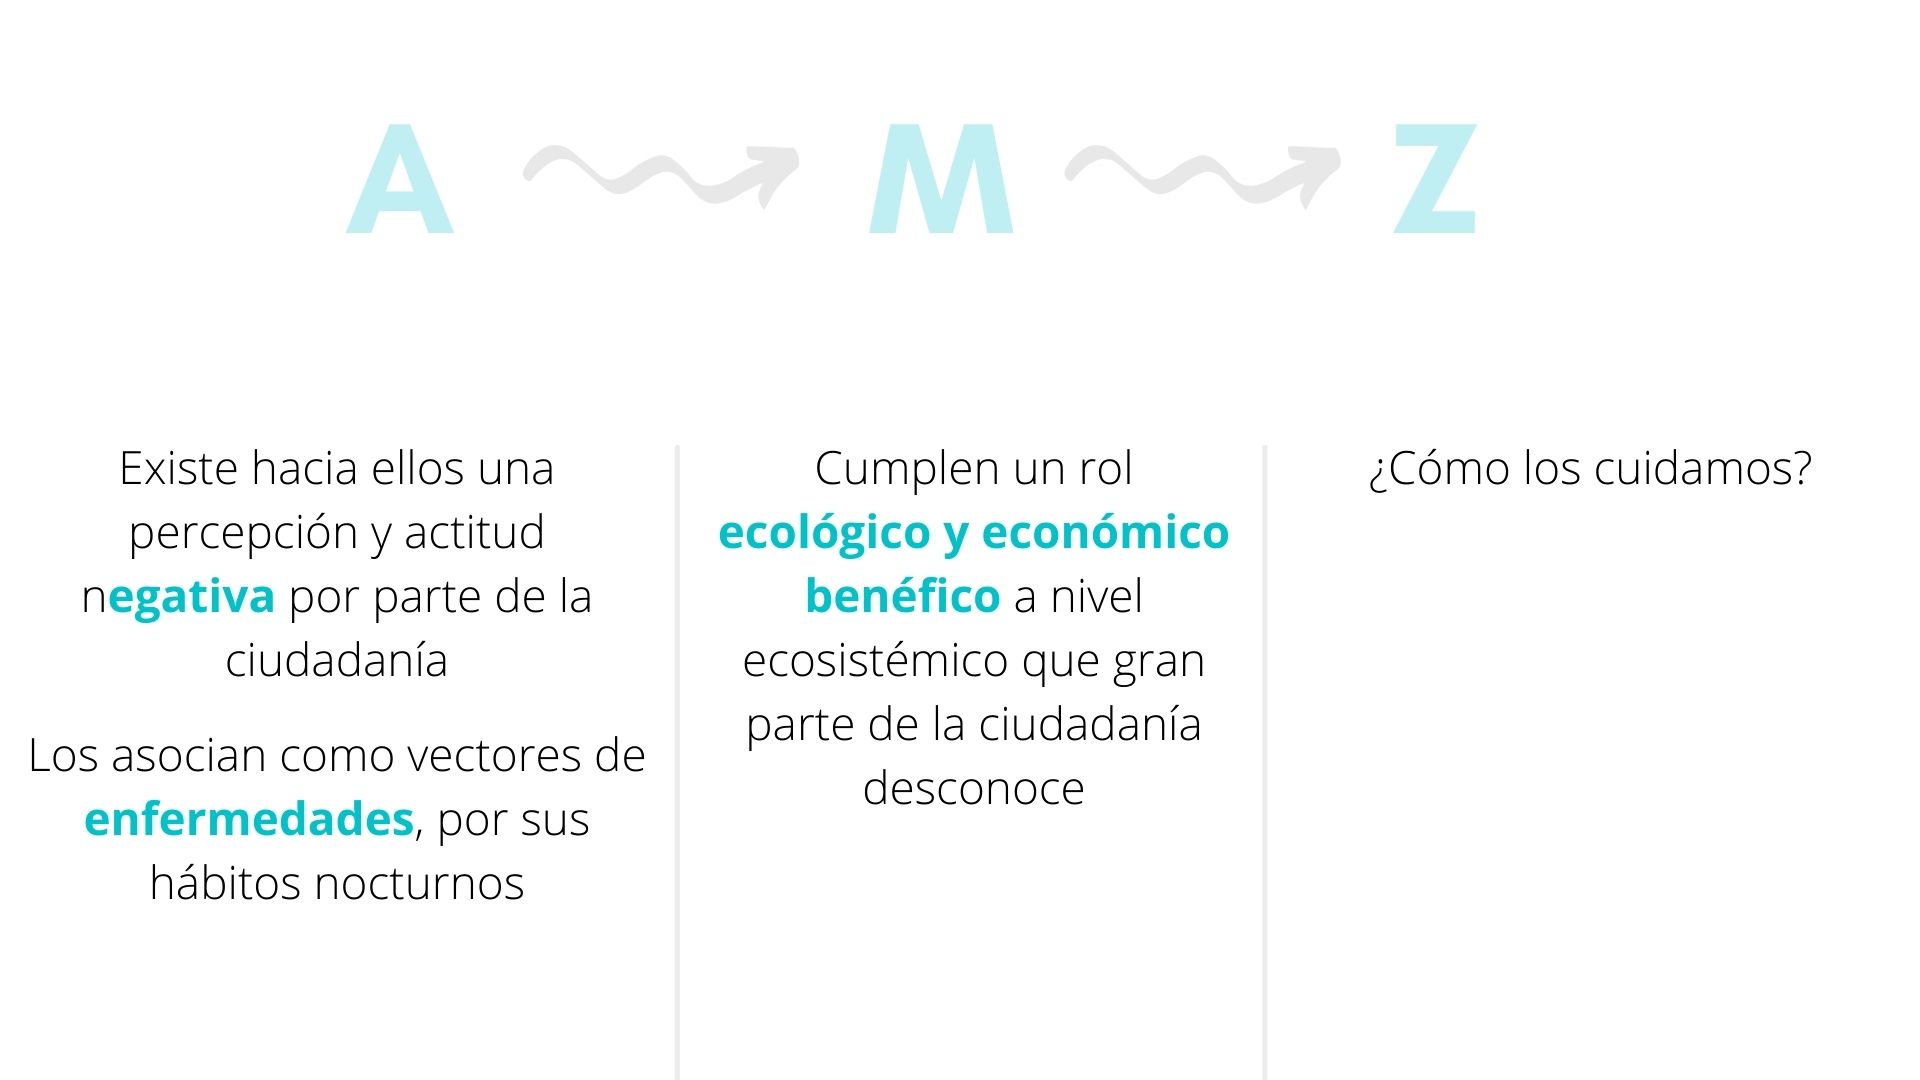 A M Z
Existe hacia ellos una
percepción y actitud
negativa por parte de la
ciudadanía
Los asocian como vectores de
enfermedades, por sus
hábitos nocturnos
Cumplen un rol
ecológico y económico
benéfico a nivel
ecosistémico que gran
parte de la ciudadanía
desconoce
¿Cómo los cuidamos?